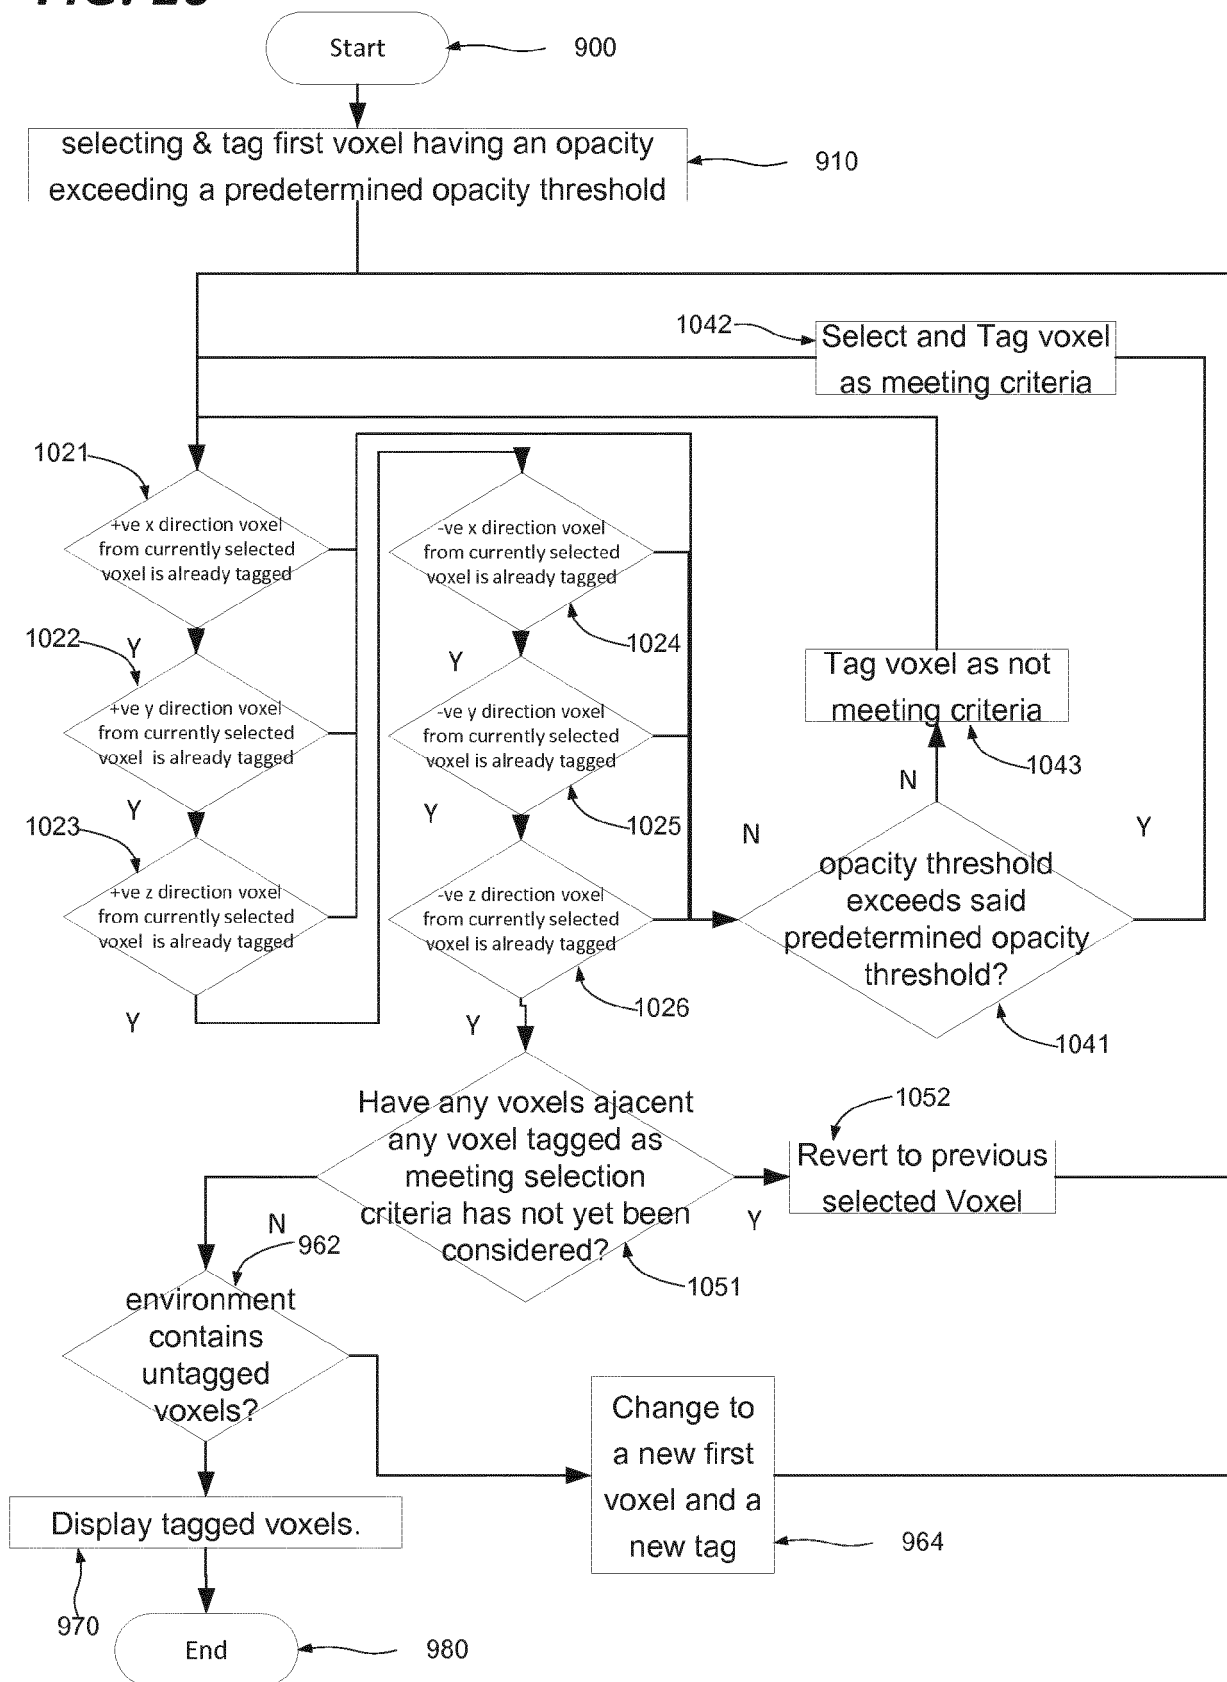 Start
900
selecting & tag first voxel having an opacity
exceeding a predetermined opacity threshold
910
1042
Select and Tag voxel
as meeting criteria
1021
+ve x direction voxel
from currently selected
voxel is already tagged
-ve x direction voxel
from currently selected
voxel is already tagged
1022
Y
1024
Y
+ve y direction voxel
from currently selected
voxel is already tagged
-ve y direction voxel
from currently selected
voxel is already tagged
Tag voxel as not
meeting criteria
1043
N
1023
Y
Y
1025
N
Y
+ve z direction voxel
from currently selected
voxel is already tagged
-ve z direction voxel
from currently selected
voxel is already tagged
opacity threshold
exceeds said
predetermined opacity
threshold?
Y
Y
1026
1041
Have any voxels ajacent
any voxel tagged as
meeting selection
criteria has not yet been
considered?
1052
Revert to previous
selected Voxel
N
Y
962
1051
environment
contains
untagged
voxels?
Change to
a new first
voxel and a
new tag
964
Display tagged voxels.
970
End
980